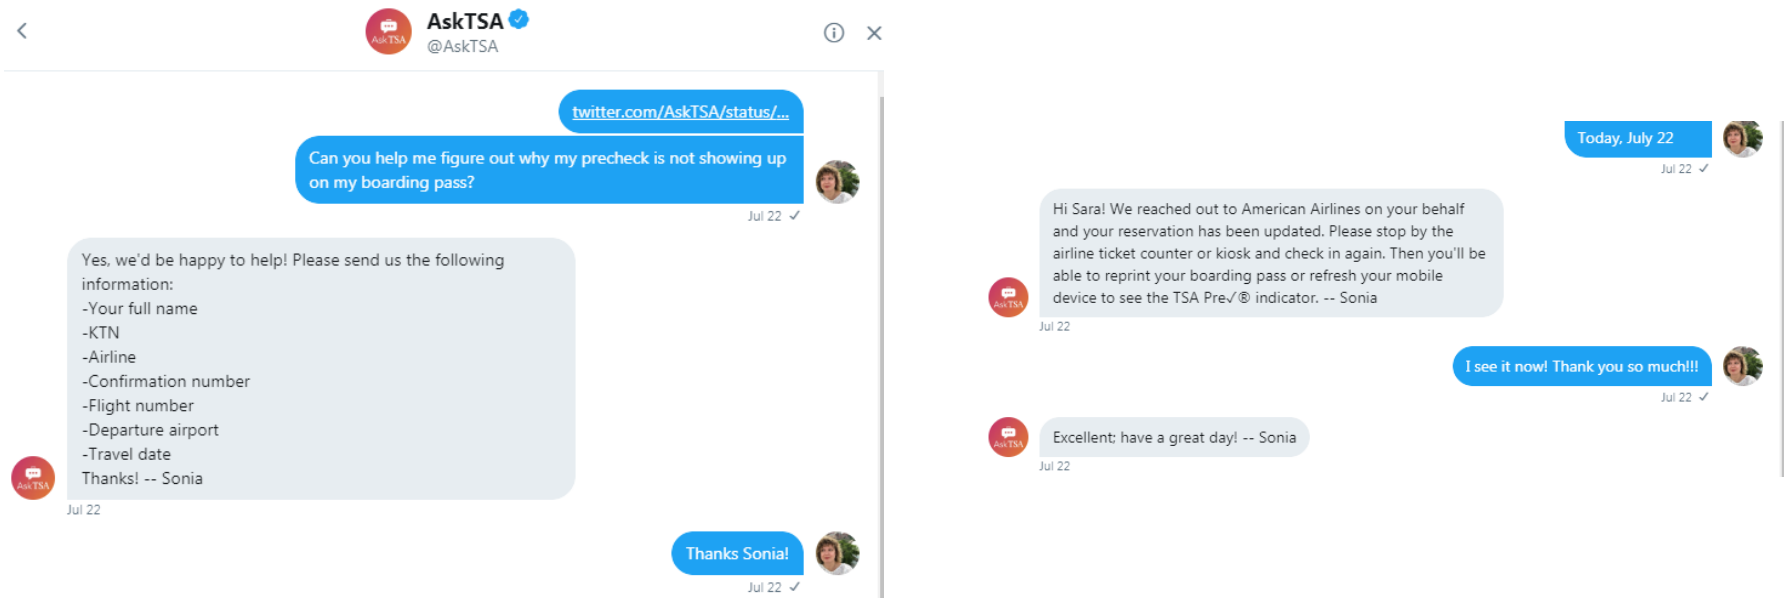 AskTSA
@AskTSA
AskTSA
twitter.com/AskTSA/status/...
Can you help me figure out why my precheck is not showing up
on my boarding pass?
Jul 22 ✓
Yes, we'd be happy to help! Please send us the following
information:
-Your full name
-KTN
-Airline
-Confirmation number
-Flight number
-Departure airport
-Travel date
Thanks! -- Sonia
AskTSA
Jul 22
Thanks Sonia!
Jul 22 ✓
Today, July 22
Jul 22 ✓
Hi Sara! We reached out to American Airlines on your behalf
and your reservation has been updated. Please stop by the
airline ticket counter or kiosk and check in again. Then you'll be
able to reprint your boarding pass or refresh your mobile
device to see the TSA Pre✓® indicator. -- Sonia
AskTSA
Jul 22
I see it now! Thank you so much!!!
Jul 22 ✓
Excellent; have a great day! -- Sonia
AskTSA
Jul 22